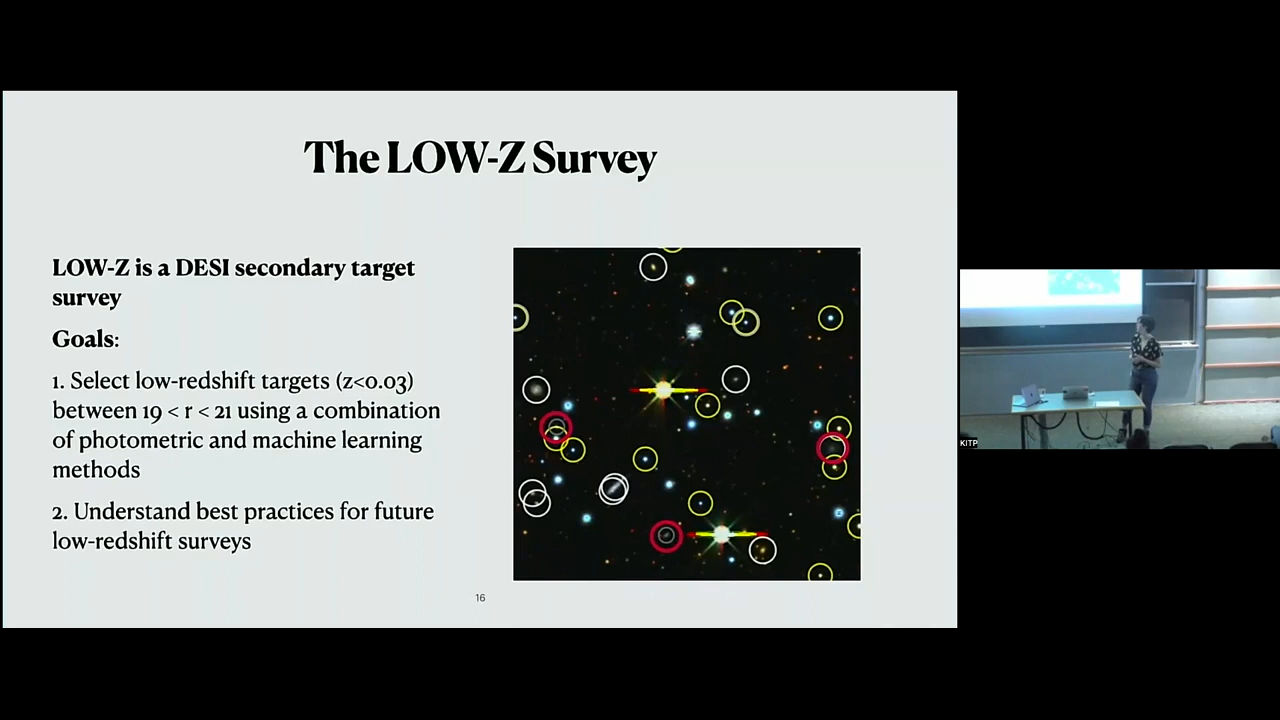 The LOW-Z Survey
LOW-Z is a DESI secondary target
survey
Goals:
1. Select low-redshift targets (z<0.03)
between 19 < r < 21 using a combination
of photometric and machine learning
methods
2. Understand best practices for future
low-redshift surveys
16
KITP